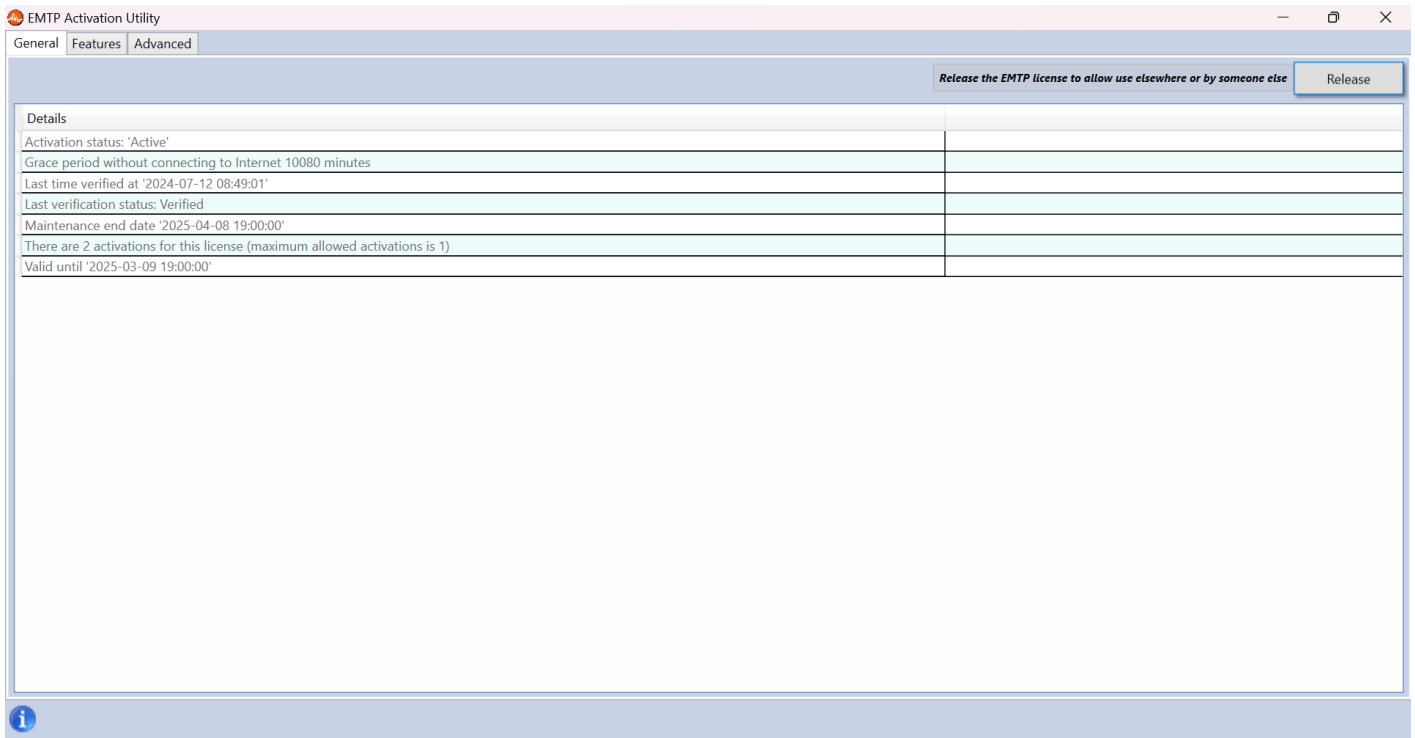 EMTP Activation Utility
General Features Advanced
Release the EMTP license to allow use elsewhere or by someone else Release
Details
Activation status: 'Active'
Grace period without connecting to Internet 10080 minutes
Last time verified at '2024-07-12 08:49:01'
Last verification status: Verified
Maintenance end date '2025-04-08 19:00:00'
There are 2 activations for this license (maximum allowed activations is 1)
Valid until '2025-03-09 19:00:00'